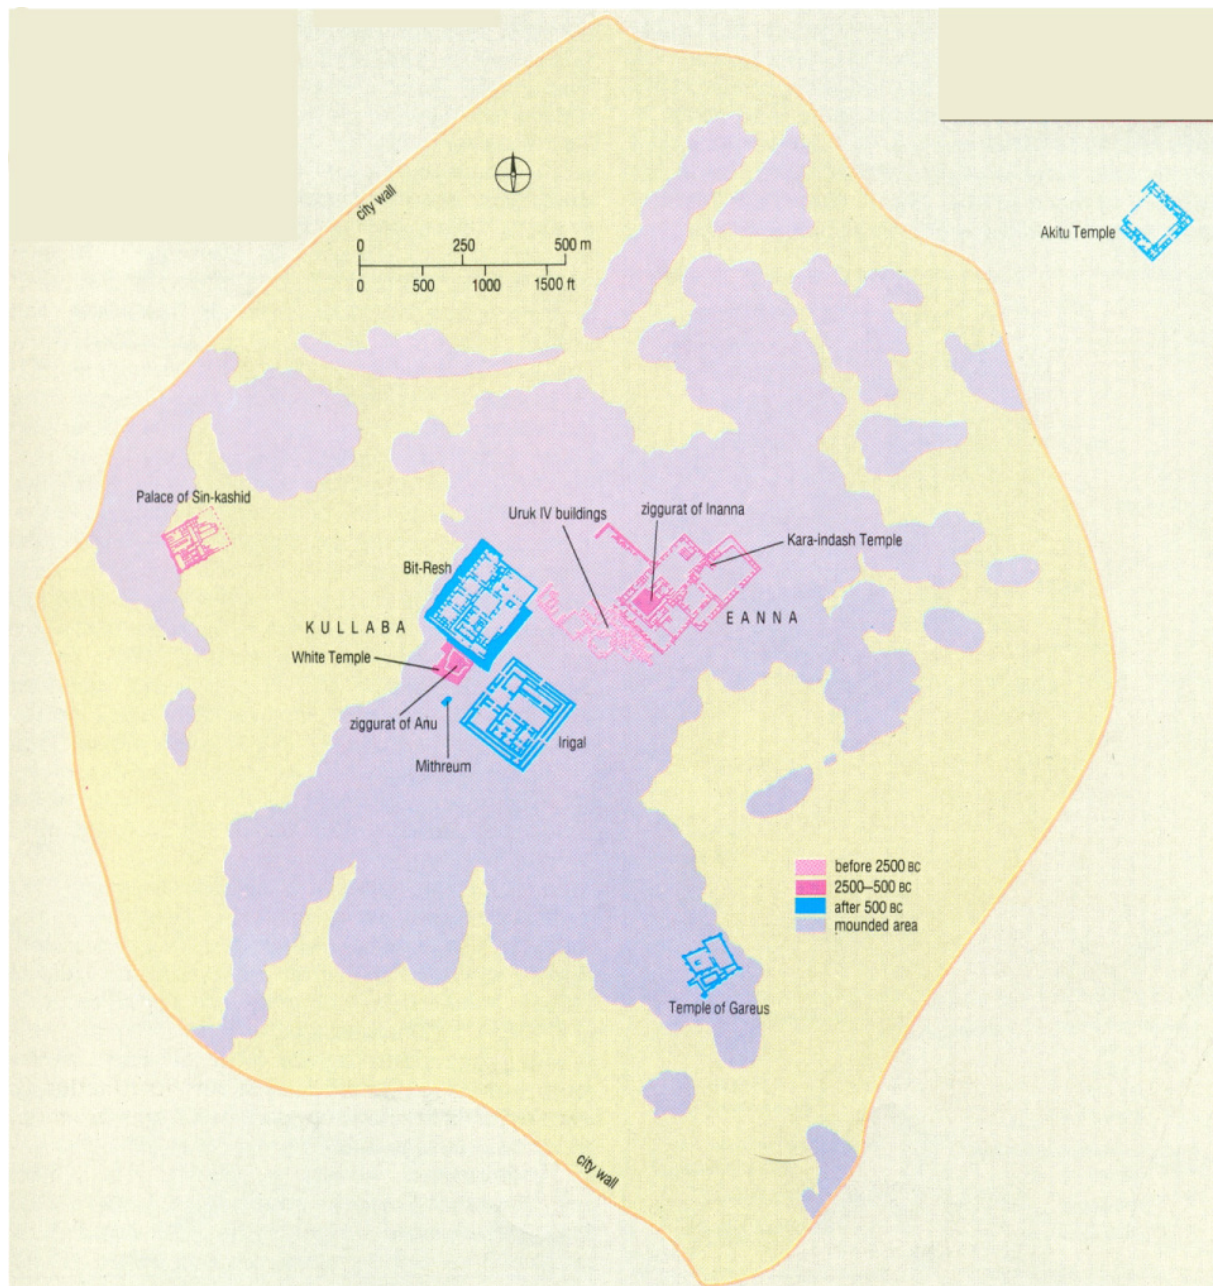 city wall
0 250 500 m
0 500 1000 1500 ft
Akitu Temple
Palace of Sin-kashid
Uruk IV buildings
ziggurat of Inanna
Kara-indash Temple
Bit-Resh
EANNA
KULLABA
White Temple
ziggurat of Anu
Irigal
Mithreum
before 2500 BC
2500–500 BC
after 500 BC
mounded area
Temple of Gareus
city wall